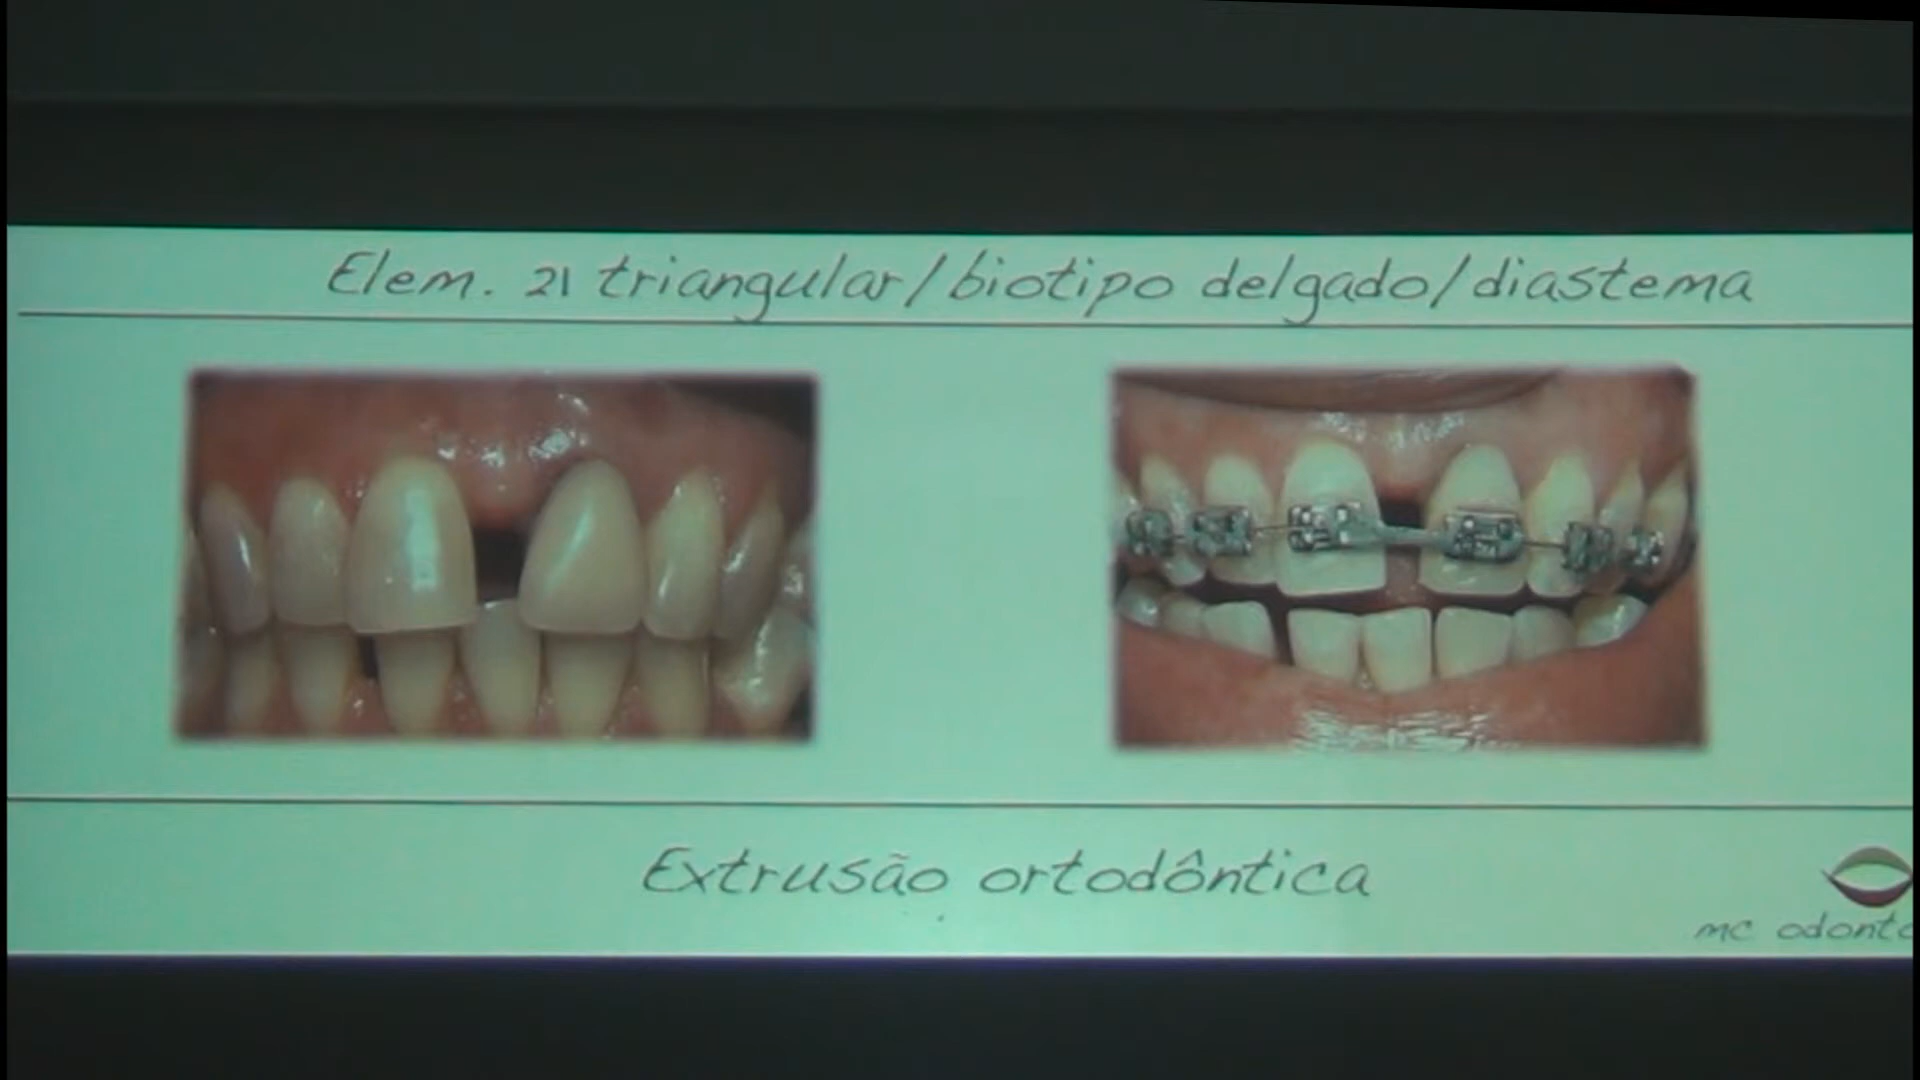 Elem. 21 triangular/biotipo delgado/diastema
Extrusão ortodôntica
mc odonto